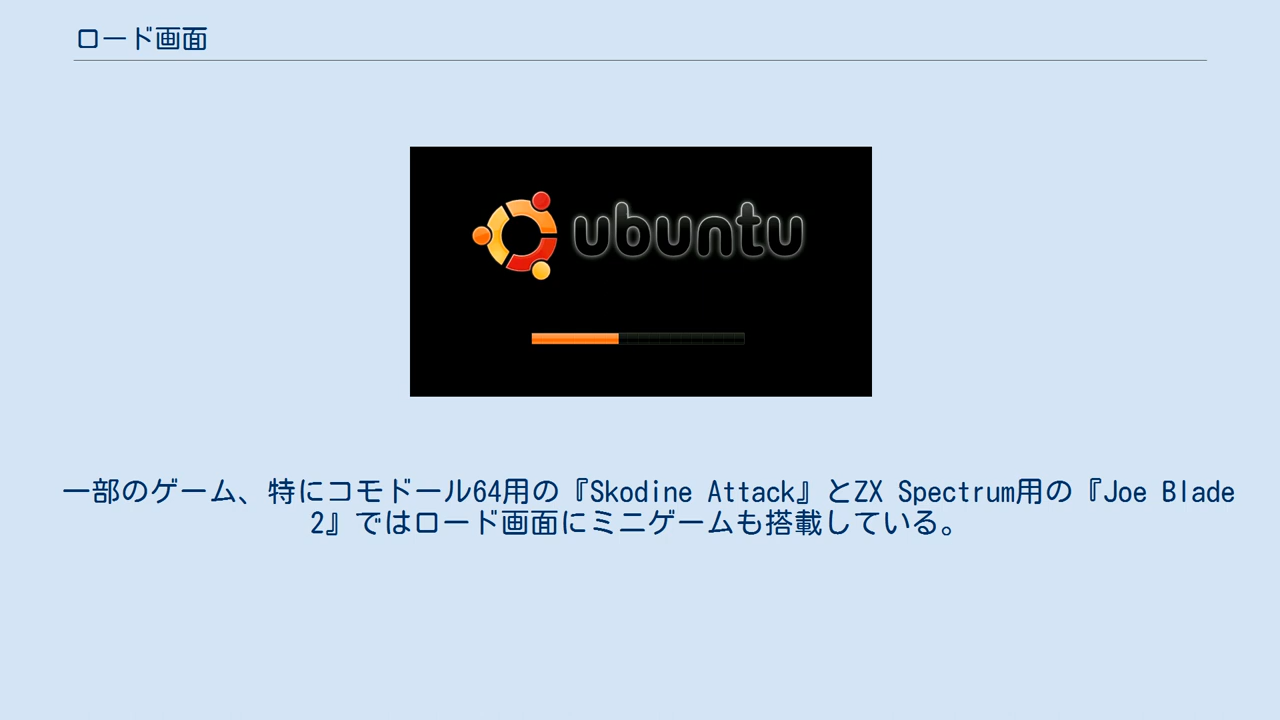 ロード画面
ubuntu
一部のゲーム、特にコモドール64用の『Skodine Attack』とZX Spectrum用の『Joe Blade
2』ではロード画面にミニゲームも搭載している。